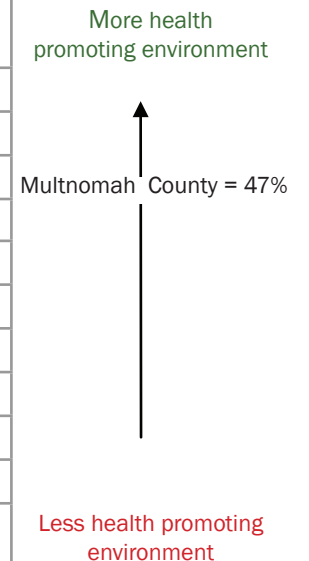 More health
promoting environment
Multnomah County = 47%
Less health promoting
environment